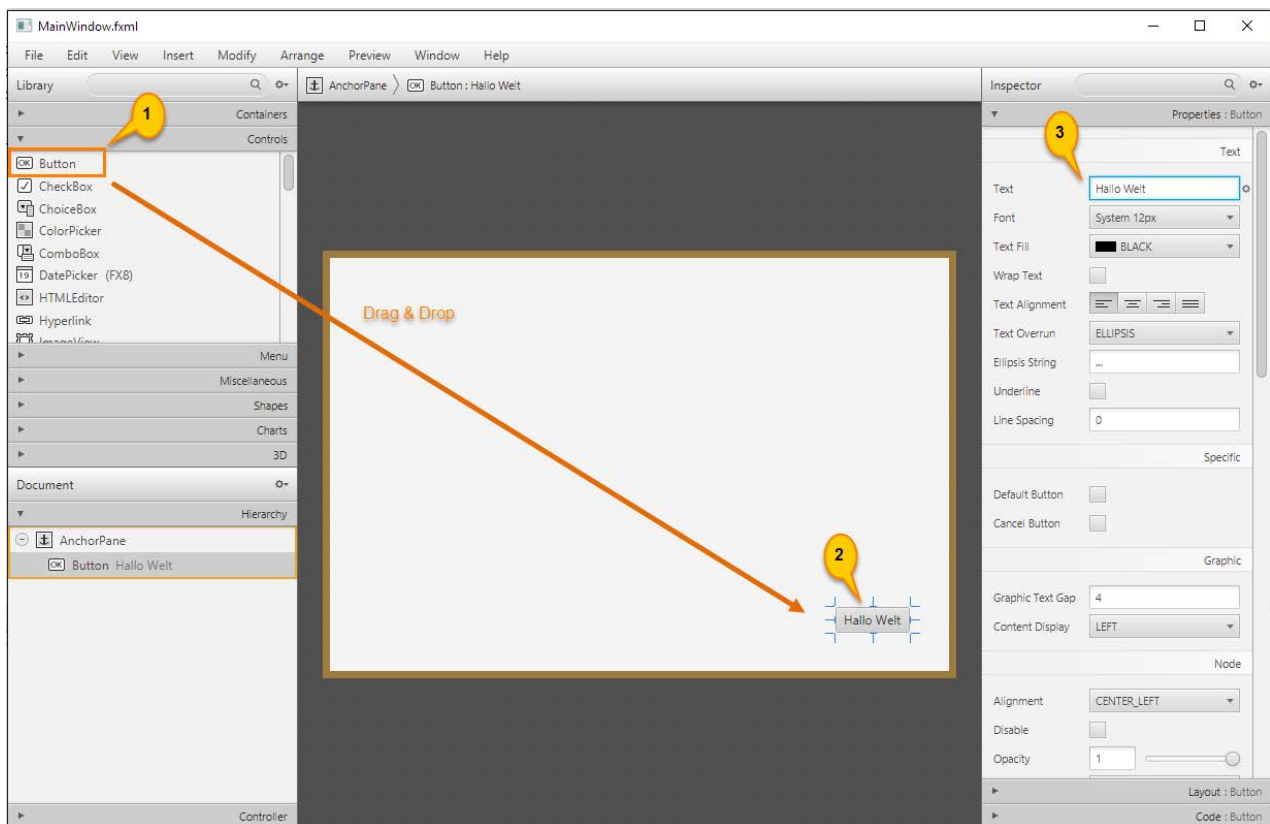 MainWindow.fxml
File Edit View Insert Modify Arrange Preview Window Help
Library
AnchorPane Button : Hallo Welt
Inspector
1
Containers
Controls
OK Button
CheckBox
ChoiceBox
ColorPicker
ComboBox
19 DatePicker (FX8)
HTMLEditor
Hyperlink
ImageView
Menu
Miscellaneous
Shapes
Charts
3D
Document
Hierarchy
AnchorPane
OK Button Hallo Welt
Controller
Drag & Drop
2
Hallo Welt
Properties : Button
3
Text
Text Hallo Welt
Font System 12px
Text Fill BLACK
Wrap Text
Text Alignment
Text Overrun ELLIPSIS
Ellipsis String ...
Underline
Line Spacing 0
Specific
Default Button
Cancel Button
Graphic
Graphic Text Gap 4
Content Display LEFT
Node
Alignment CENTER_LEFT
Disable
Opacity 1
Layout : Button
Code : Button